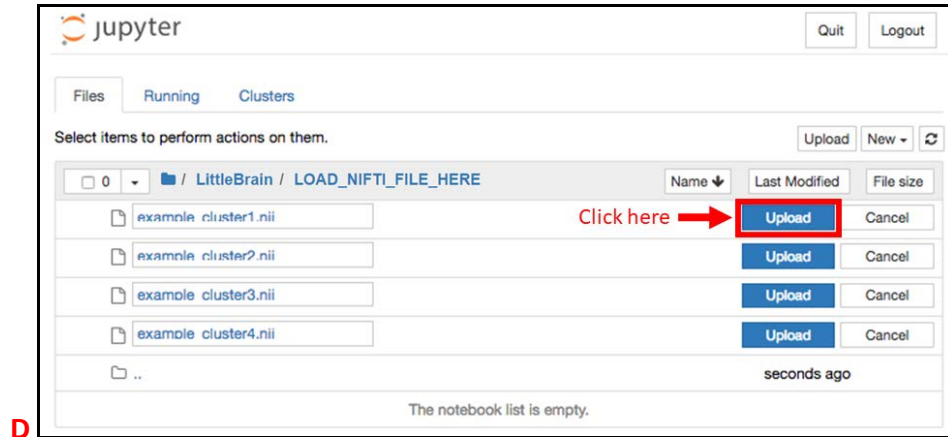 jupyter Quit Logout
Files Running Clusters
Select items to perform actions on them. Upload New
0 / LittleBrain / LOAD_NIFTI_FILE_HERE Name Last Modified File size
example_cluster1.nii Click here Upload Cancel
example_cluster2.nii Upload Cancel
example_cluster3.nii Upload Cancel
example_cluster4.nii Upload Cancel
.. seconds ago
The notebook list is empty.
D